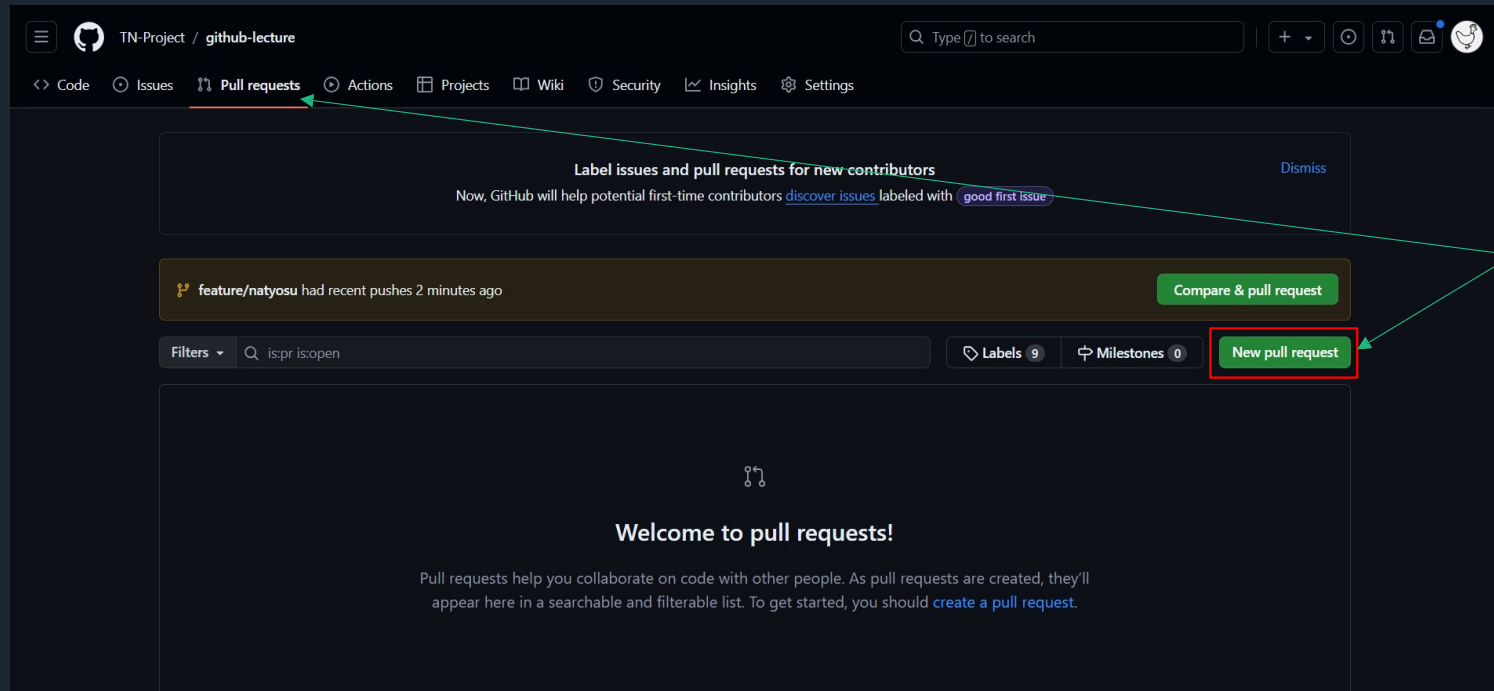 TN-Project / github-lecture
Type / to search
Code Issues Pull requests Actions Projects Wiki Security Insights Settings
Label issues and pull requests for new contributors
Dismiss
Now, GitHub will help potential first-time contributors discover issues labeled with good first issue
feature/natyosu had recent pushes 2 minutes ago
Compare & pull request
Filters is:pr is:open Labels 9 Milestones 0 New pull request
Welcome to pull requests!
Pull requests help you collaborate on code with other people. As pull requests are created, they'll
appear here in a searchable and filterable list. To get started, you should create a pull request.